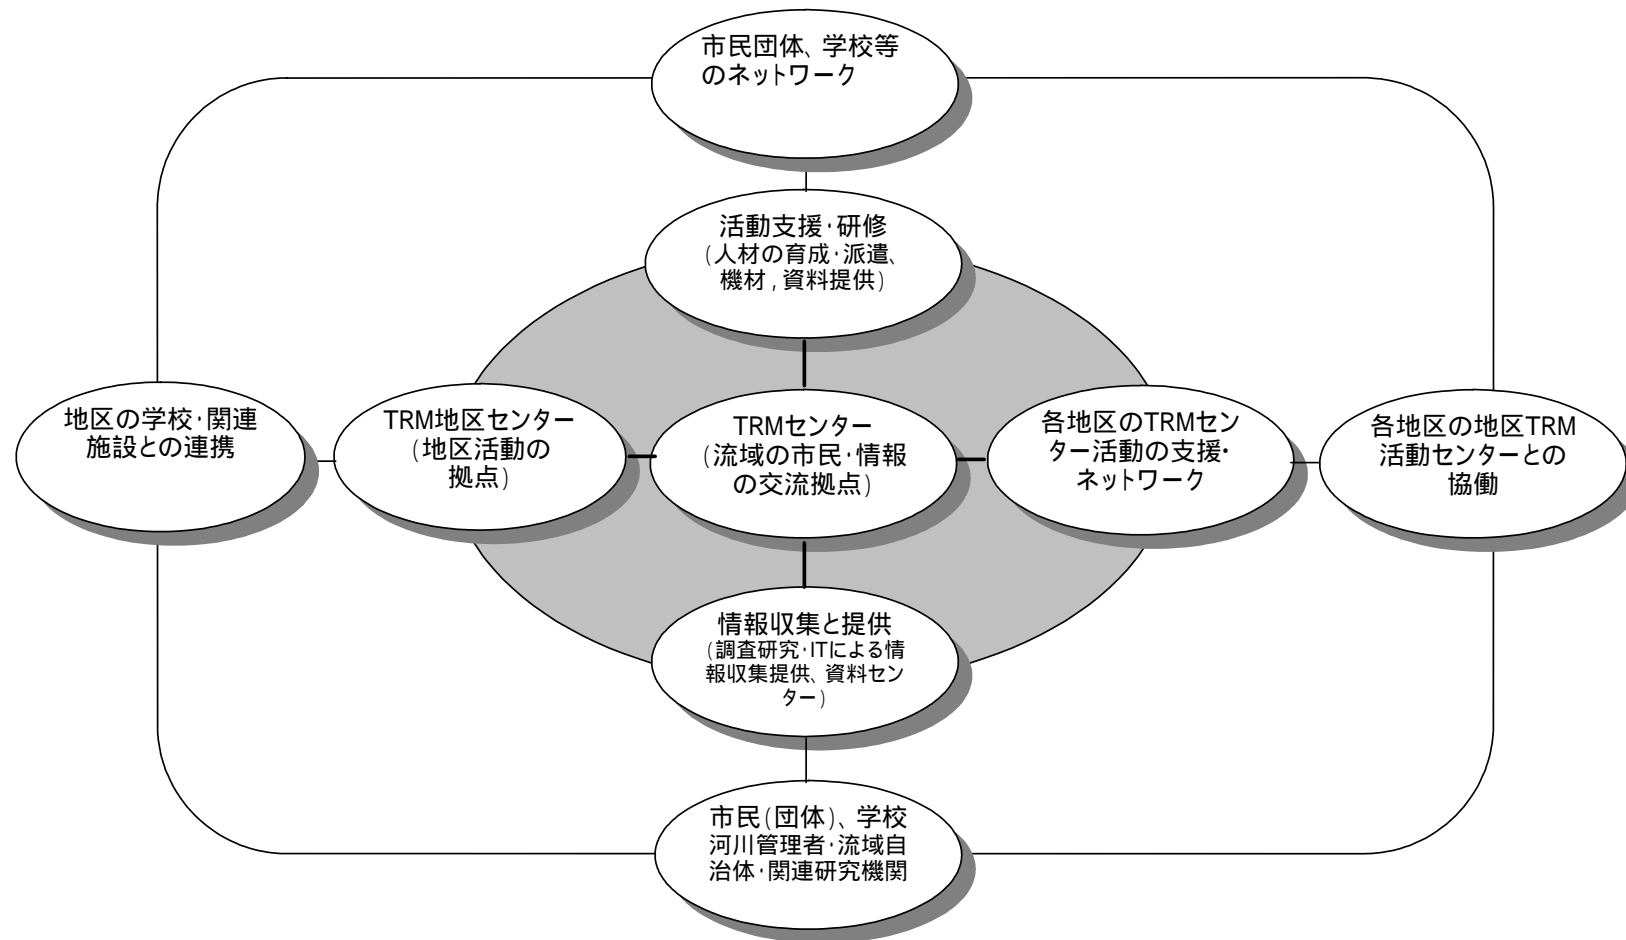 市民団体、学校等
のネットワーク
活動支援・研修
(人材の育成・派遣、
機材,資料提供)
地区の学校・関連
施設との連携
TRM地区センター
(地区活動の
拠点)
TRMセンター
(流域の市民・情報
の交流拠点)
各地区のTRMセン
ター活動の支援・
ネットワーク
各地区の地区TRM
活動センターとの
協働
情報収集と提供
(調査研究・ITによる情
報収集提供、資料セン
ター)
市民(団体)、学校
河川管理者・流域自
治体・関連研究機関